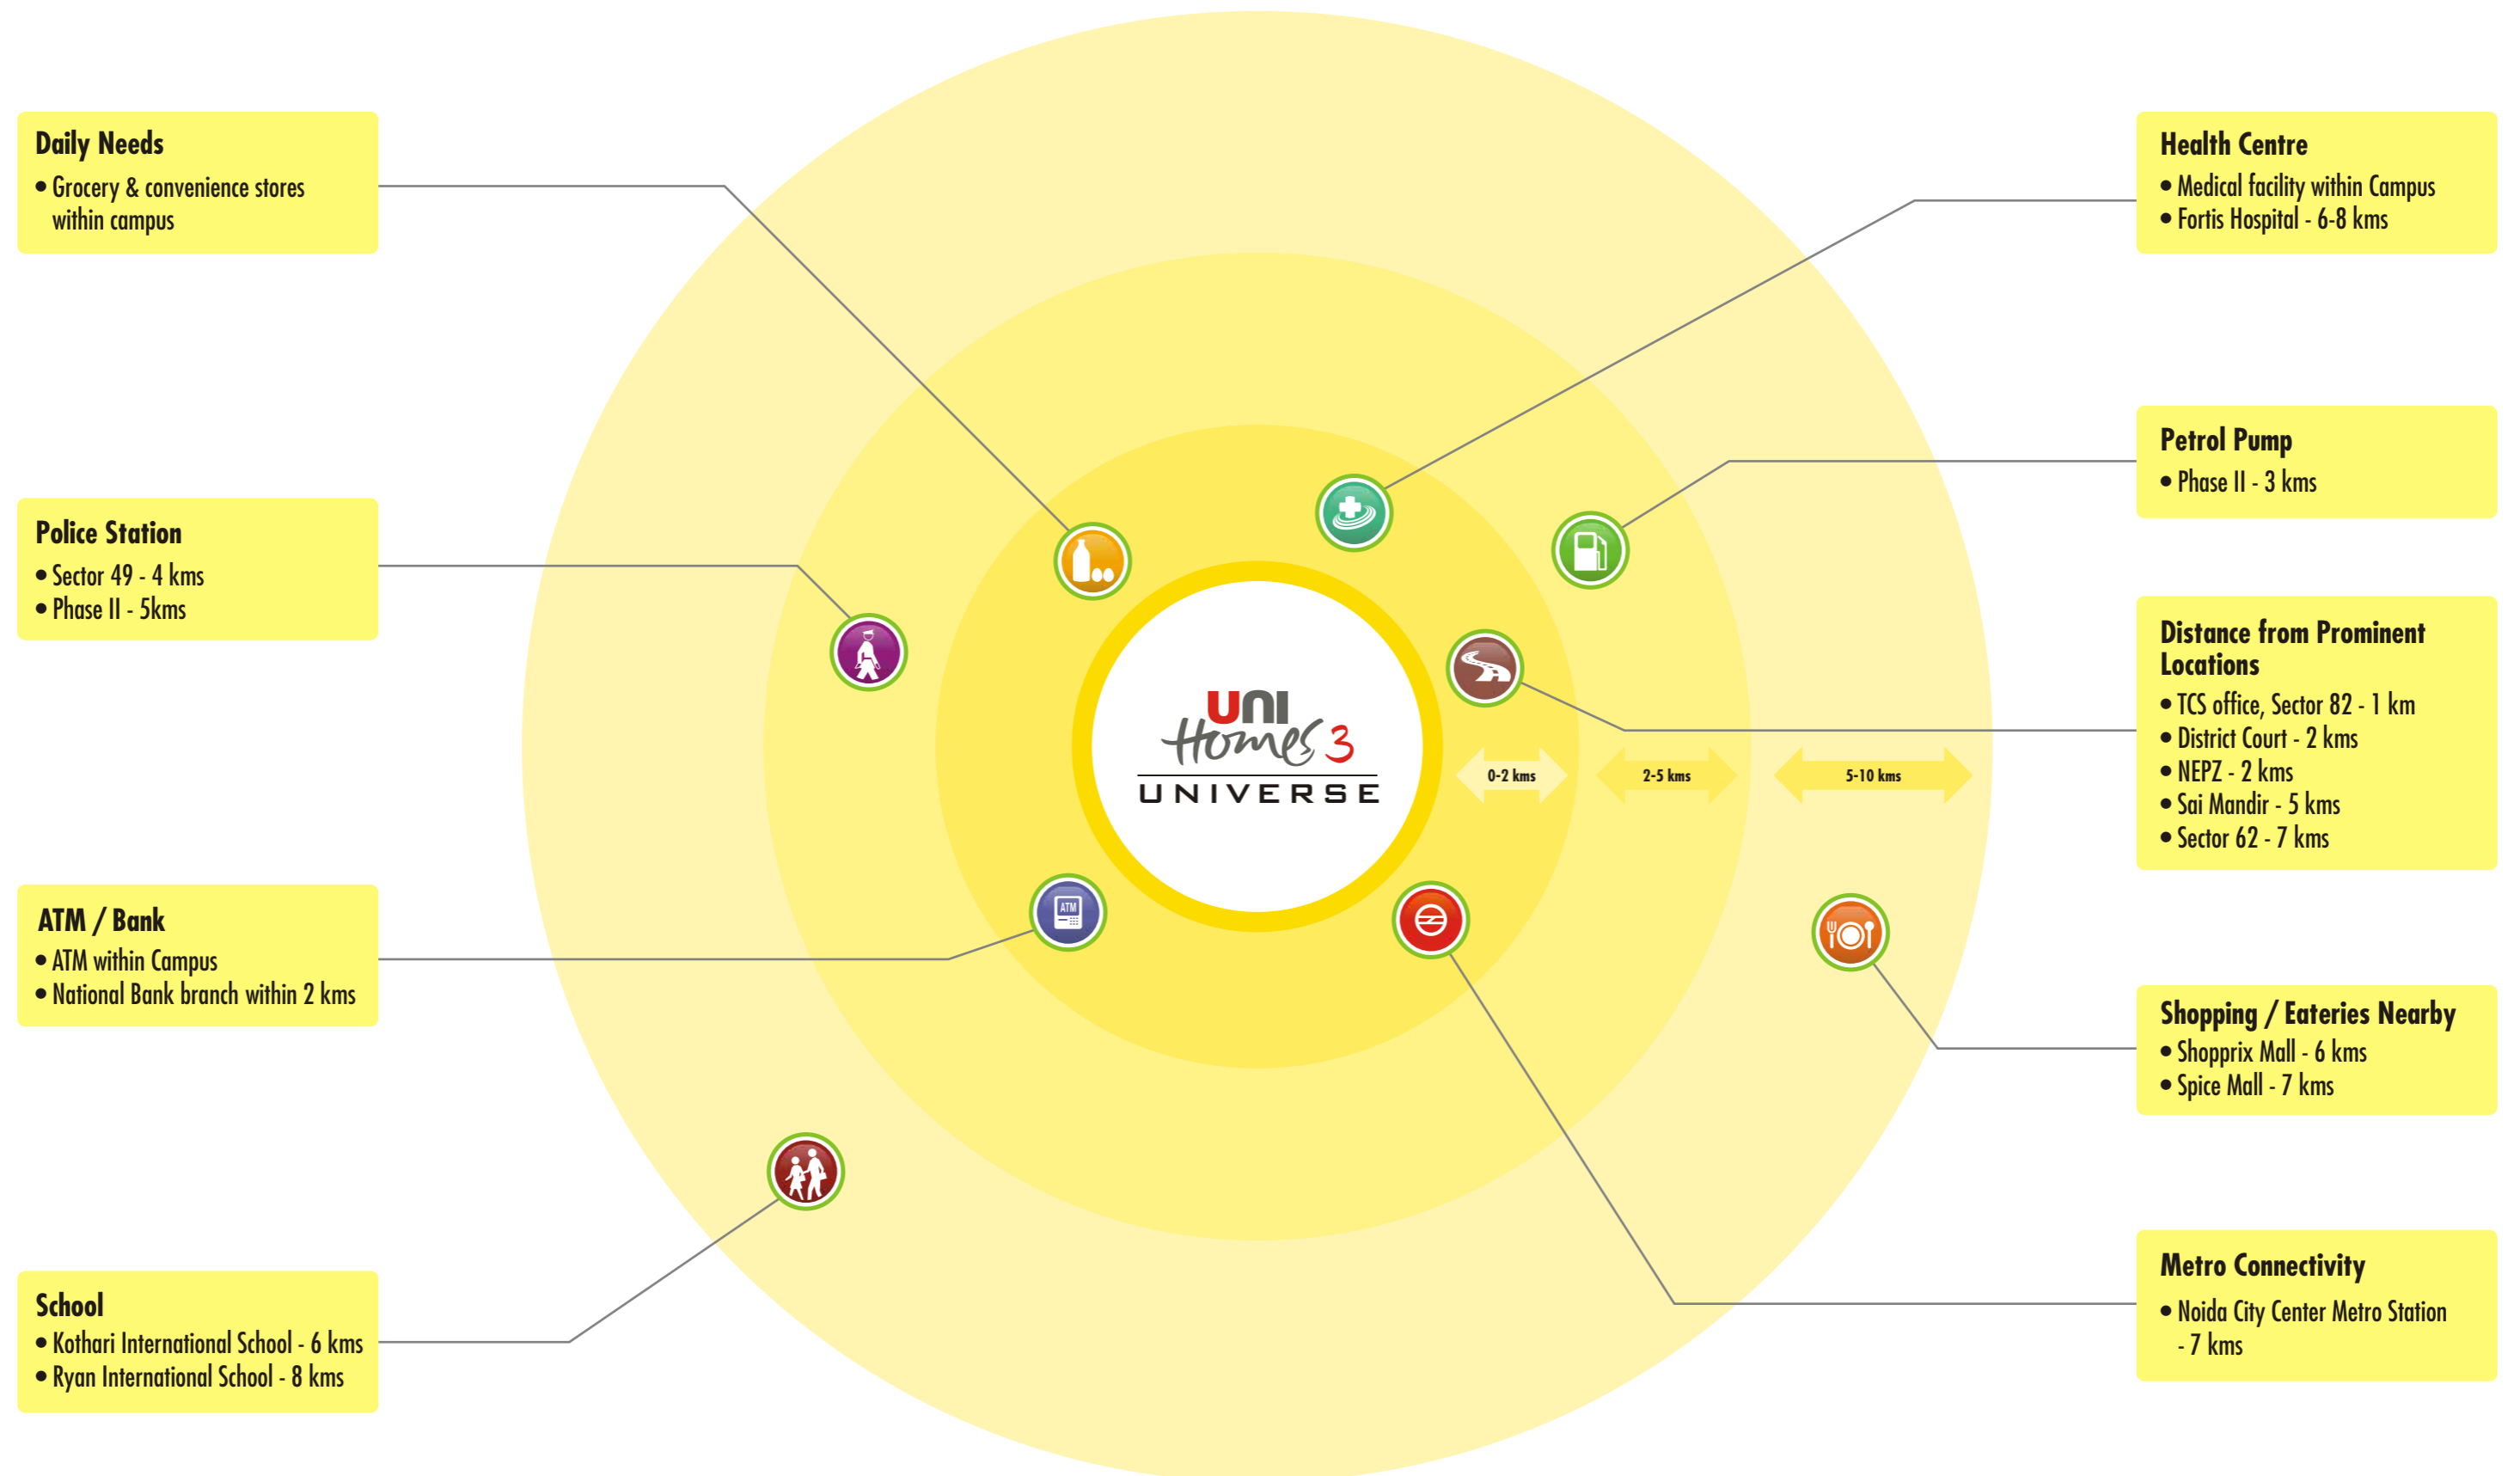 Daily Needs
• Grocery & convenience stores
within campus
Police Station
• Sector 49 - 4 kms
• Phase II - 5kms
ATM / Bank
• ATM within Campus
• National Bank branch within 2 kms
School
• Kothari International School - 6 kms
• Ryan International School - 8 kms
ATM
UNI
Homes 3
UNIVERSE
0-2 kms
2-5 kms
5-10 kms
Health Centre
• Medical facility within Campus
• Fortis Hospital - 6-8 kms
Petrol Pump
• Phase II - 3 kms
Distance from Prominent
Locations
• TCS office, Sector 82 - 1 km
• District Court - 2 kms
• NEPZ - 2 kms
• Sai Mandir - 5 kms
• Sector 62 - 7 kms
Shopping / Eateries Nearby
• Shopprix Mall - 6 kms
• Spice Mall - 7 kms
Metro Connectivity
• Noida City Center Metro Station
- 7 kms